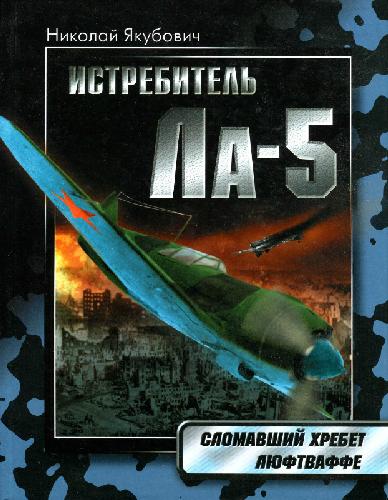 Николай Якубович
ИСТРЕБИТЕЛЬ
Ла-5
СЛОМАВШИЙ ХРЕБЕТ
ЛЮФТВАФФЕ